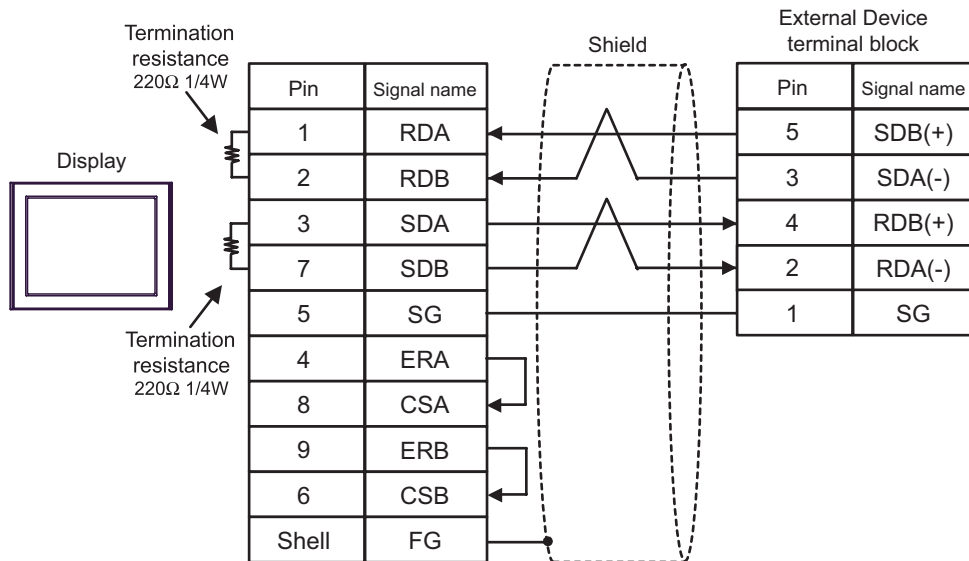 Termination
resistance
220Ω 1/4W
Display
Termination
resistance
220Ω 1/4W
Pin Signal name
1 RDA
2 RDB
3 SDA
7 SDB
5 SG
4 ERA
8 CSA
9 ERB
6 CSB
Shell FG
Shield
External Device
terminal block
Pin Signal name
5 SDB(+)
3 SDA(-)
4 RDB(+)
2 RDA(-)
1 SG